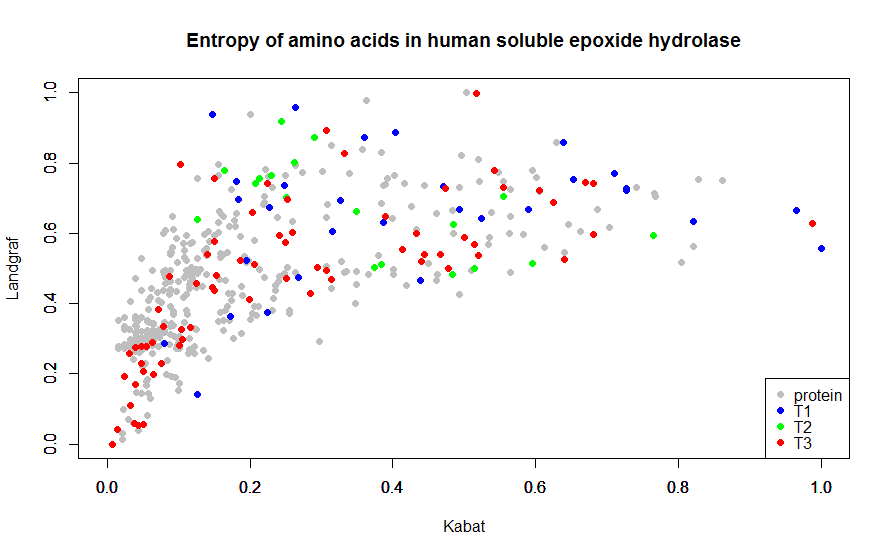 Entropy of amino acids in human soluble epoxide hydrolase
Landgraf
1.0
0.8
0.6
0.4
0.2
0.0
protein
T1
T2
T3
0.0 0.2 0.4 0.6 0.8 1.0
Kabat